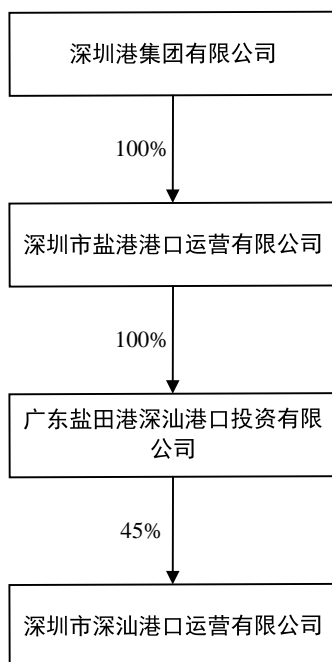 深圳港集团有限公司
100%
深圳市盐港港口运营有限公司
100%
广东盐田港深汕港口投资有限
公司
45%
深圳市深汕港口运营有限公司